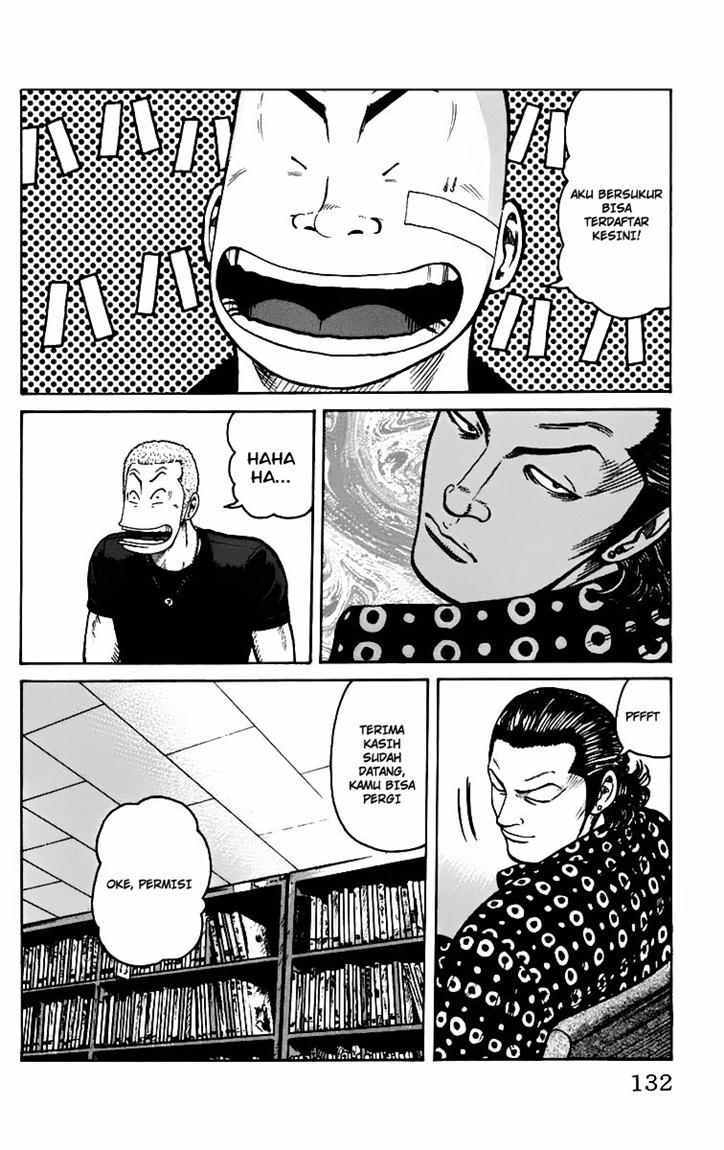 AKU BERSUKUR
BISA
TERDAFTAR
KESINI!
HAHA
HA...
PFFFT
TERIMA
KASIH
SUDAH
DATANG,
KAMU BISA
PERGI
OKE, PERMISI
132